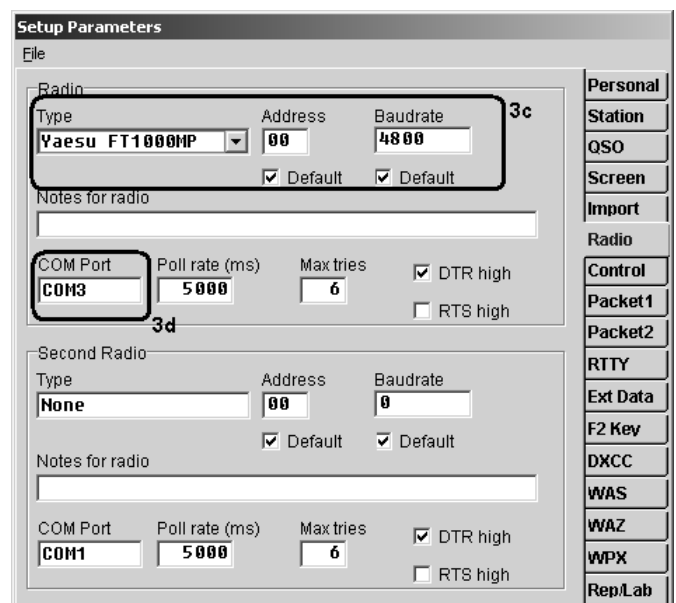 Setup Parameters
File
Radio
Type Address Baudrate 3c
Yaesu FT1000MP 00 4800
Default Default
Notes for radio
COM Port Poll rate (ms) Max tries DTR high
COM3 5000 6
RTS high
3d
Second Radio
Type Address Baudrate
None 00 0
Default Default
Notes for radio
COM Port Poll rate (ms) Max tries DTR high
COM1 5000 6
RTS high
Personal
Station
QSO
Screen
Import
Radio
Control
Packet1
Packet2
RTTY
Ext Data
F2 Key
DXCC
WAS
WAZ
WPX
Rep/Lab